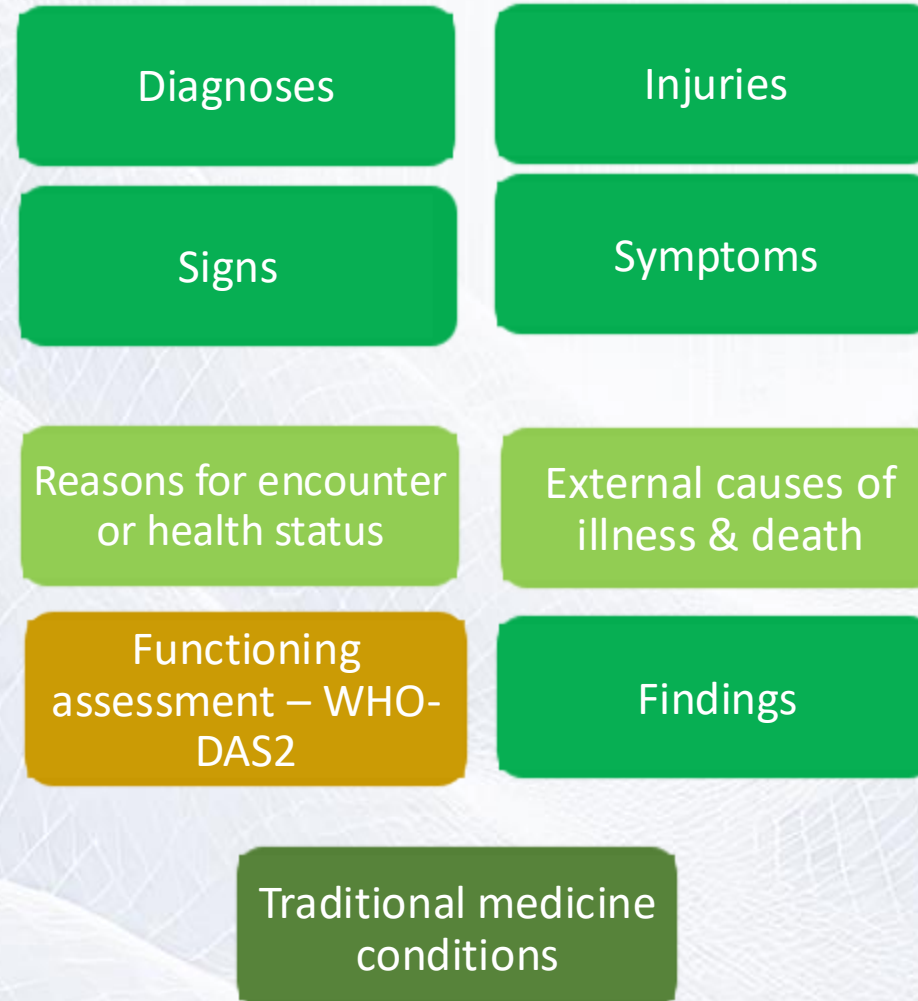 Diagnoses
Injuries
Signs
Symptoms
Reasons for encounter
or health status
External causes of
illness & death
Functioning
assessment – WHO-
DAS2
Findings
Traditional medicine
conditions